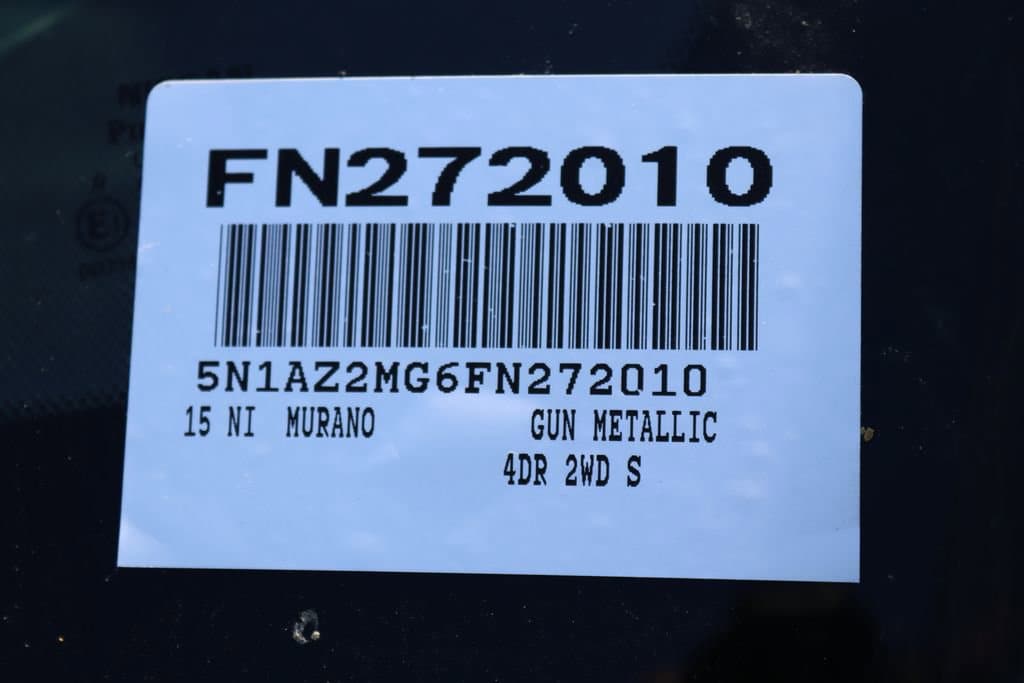 FN272010
5N1AZ2MG6FN272010
15 NI MURANO GUN METALLIC
4DR 2WD S